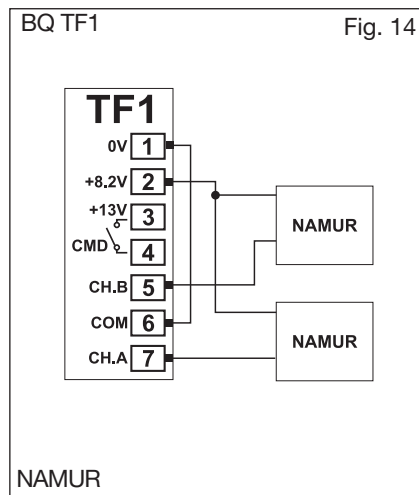 BQ TF1 Fig. 14
TF1
0V 1
+8.2V 2
+13V 3
CMD 4
CH.B 5
COM 6
CH.A 7
NAMUR
NAMUR
NAMUR